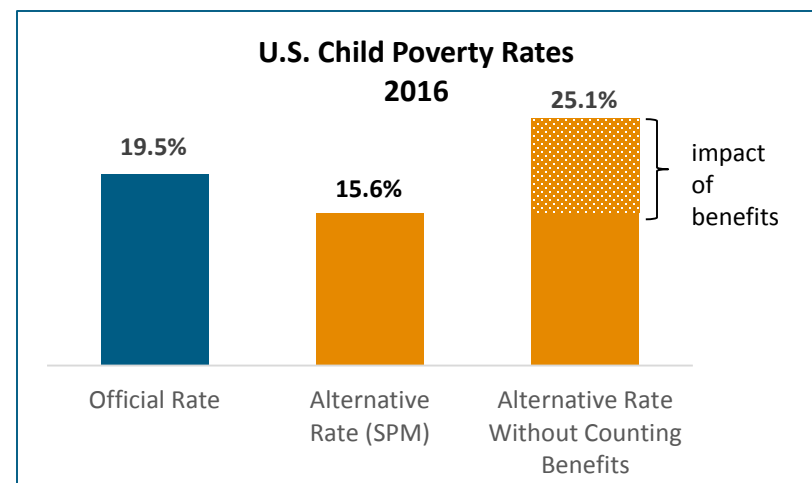 U.S. Child Poverty Rates
2016
19.5%
15.6%
25.1%
impact
of
benefits
Official Rate
Alternative
Rate (SPM)
Alternative Rate
Without Counting
Benefits